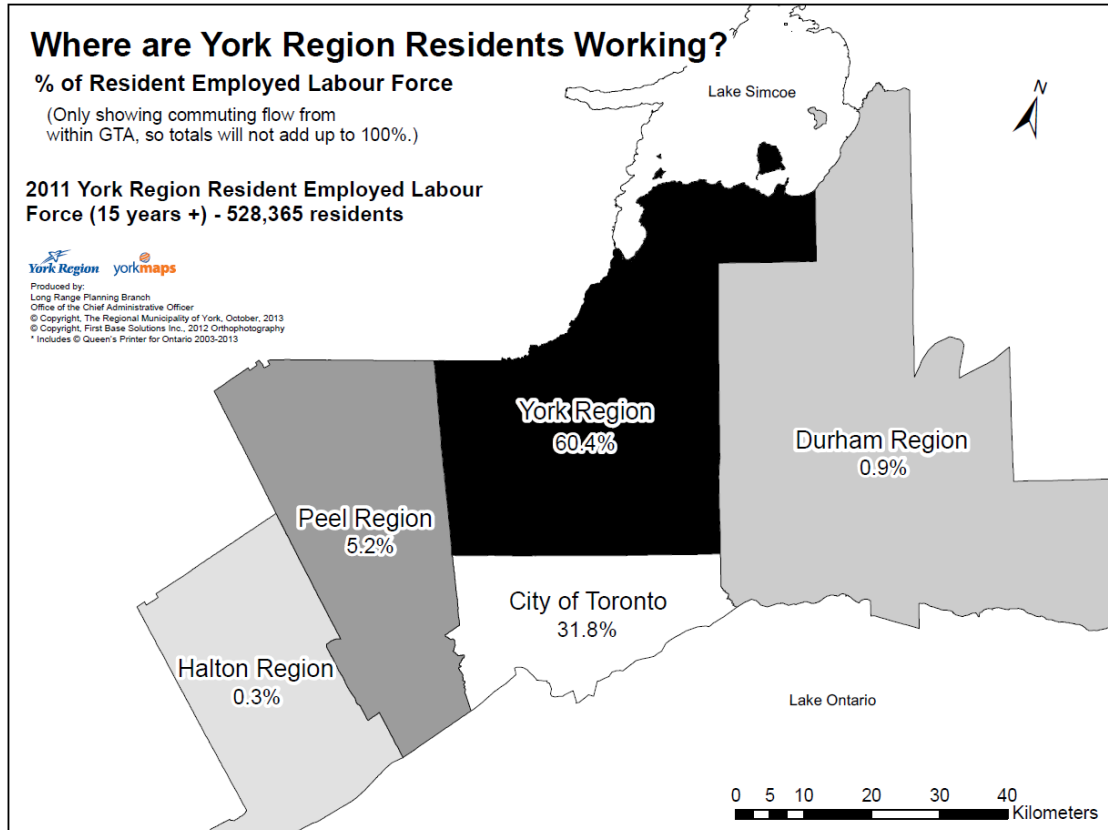 Where are York Region Residents Working?
% of Resident Employed Labour Force
(Only showing commuting flow from
within GTA, so totals will not add up to 100%.)
2011 York Region Resident Employed Labour
Force (15 years +) - 528,365 residents
York Region yorkmaps
Produced by:
Long Range Planning Branch
Office of the Chief Administrative Officer
© Copyright, The Regional Municipality of York, October, 2013
© Copyright, First Base Solutions Inc., 2012 Orthophotography
* Includes © Queen's Printer for Ontario 2003-2013
Lake Simcoe
N
York Region
60.4%
Durham Region
0.9%
Peel Region
5.2%
City of Toronto
31.8%
Halton Region
0.3%
Lake Ontario
0 5 10 20 30 40
Kilometers